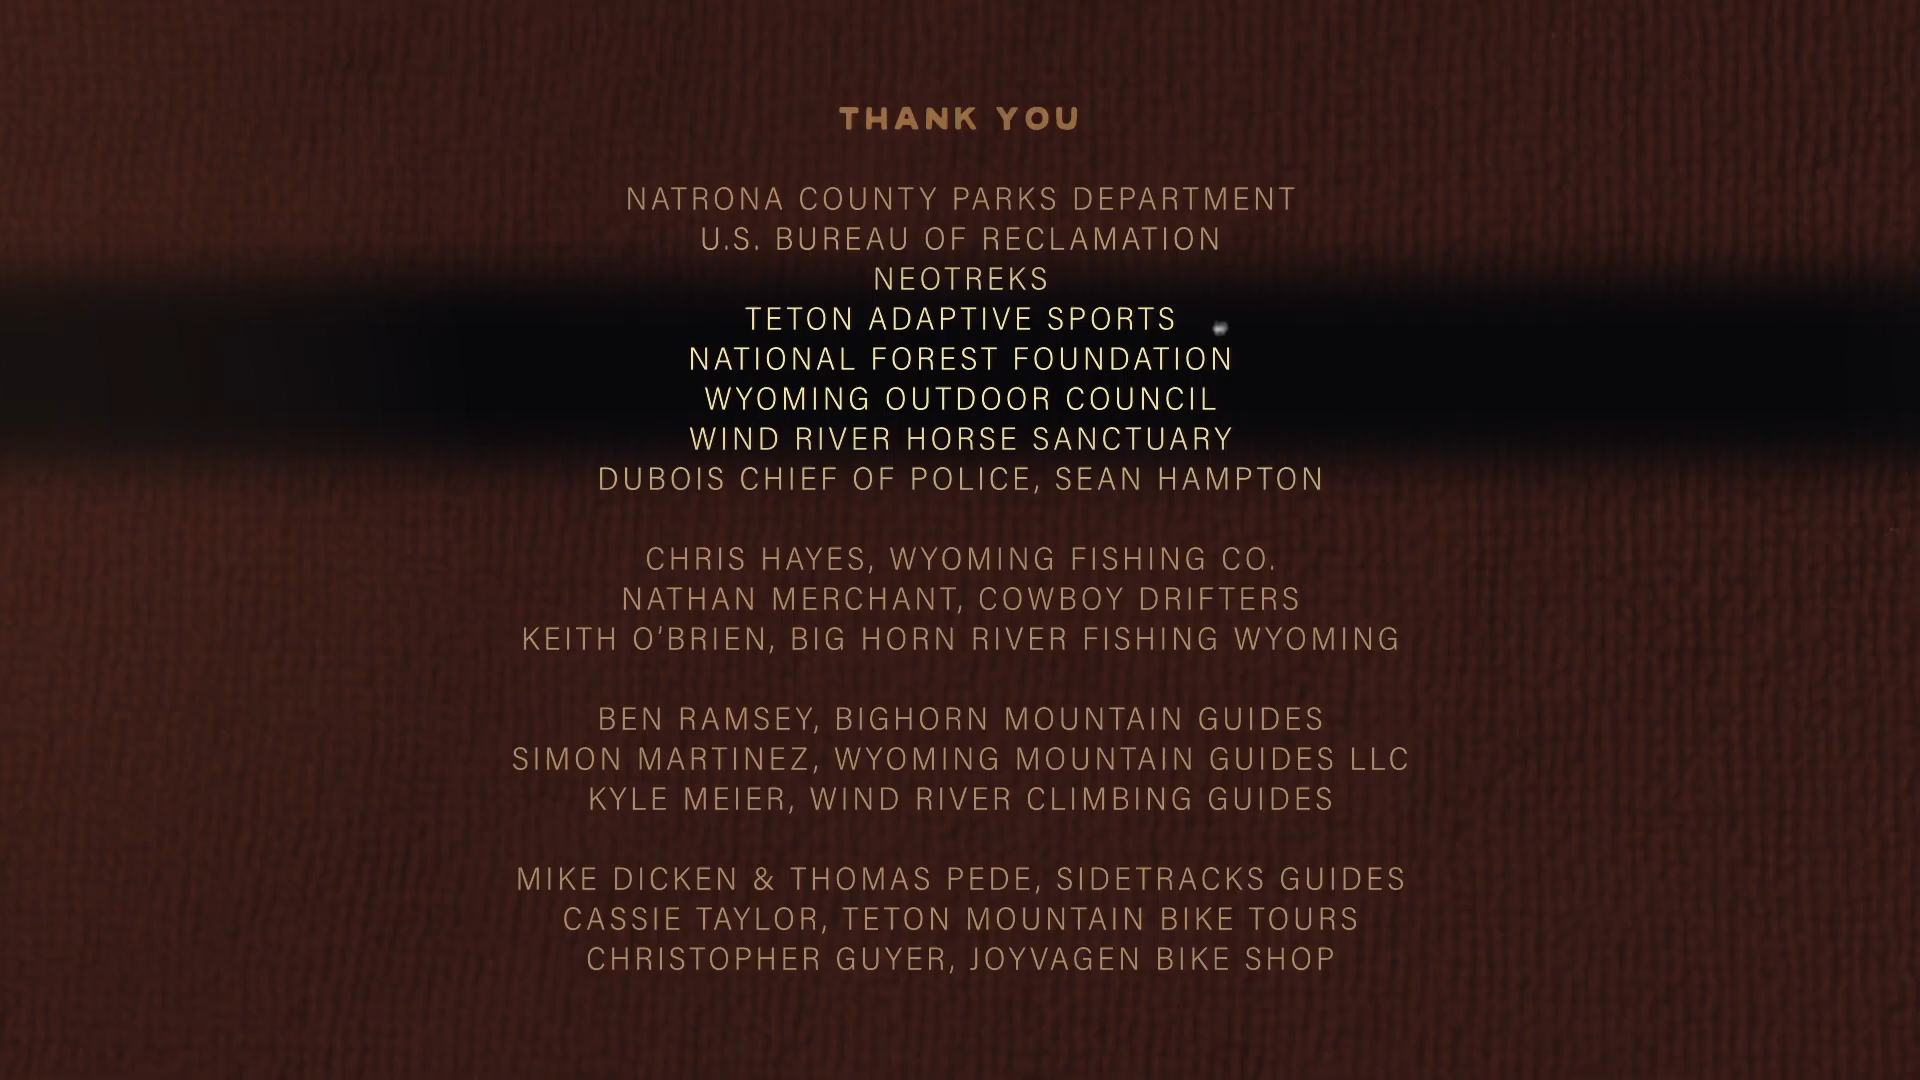 THANK YOU
NATRONA COUNTY PARKS DEPARTMENT
U.S. BUREAU OF RECLAMATION
NEOTREKS
TETON ADAPTIVE SPORTS
NATIONAL FOREST FOUNDATION
WYOMING OUTDOOR COUNCIL
WIND RIVER HORSE SANCTUARY
DUBOIS CHIEF OF POLICE, SEAN HAMPTON
CHRIS HAYES, WYOMING FISHING CO.
NATHAN MERCHANT, COWBOY DRIFTERS
KEITH O'BRIEN, BIG HORN RIVER FISHING WYOMING
BEN RAMSEY, BIGHORN MOUNTAIN GUIDES
SIMON MARTINEZ, WYOMING MOUNTAIN GUIDES LLC
KYLE MEIER, WIND RIVER CLIMBING GUIDES
MIKE DICKEN & THOMAS PEDE, SIDETRACKS GUIDES
CASSIE TAYLOR, TETON MOUNTAIN BIKE TOURS
CHRISTOPHER GUYER, JOYVAGEN BIKE SHOP